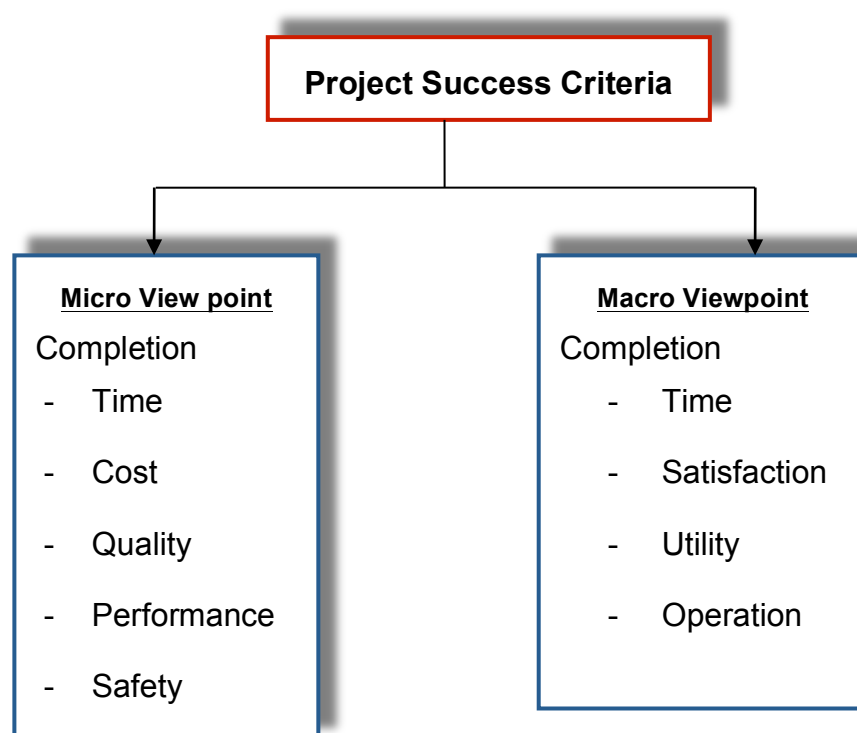 Project Success Criteria
Micro View point
Completion
- Time
- Cost
- Quality
- Performance
- Safety
Macro Viewpoint
Completion
- Time
- Satisfaction
- Utility
- Operation